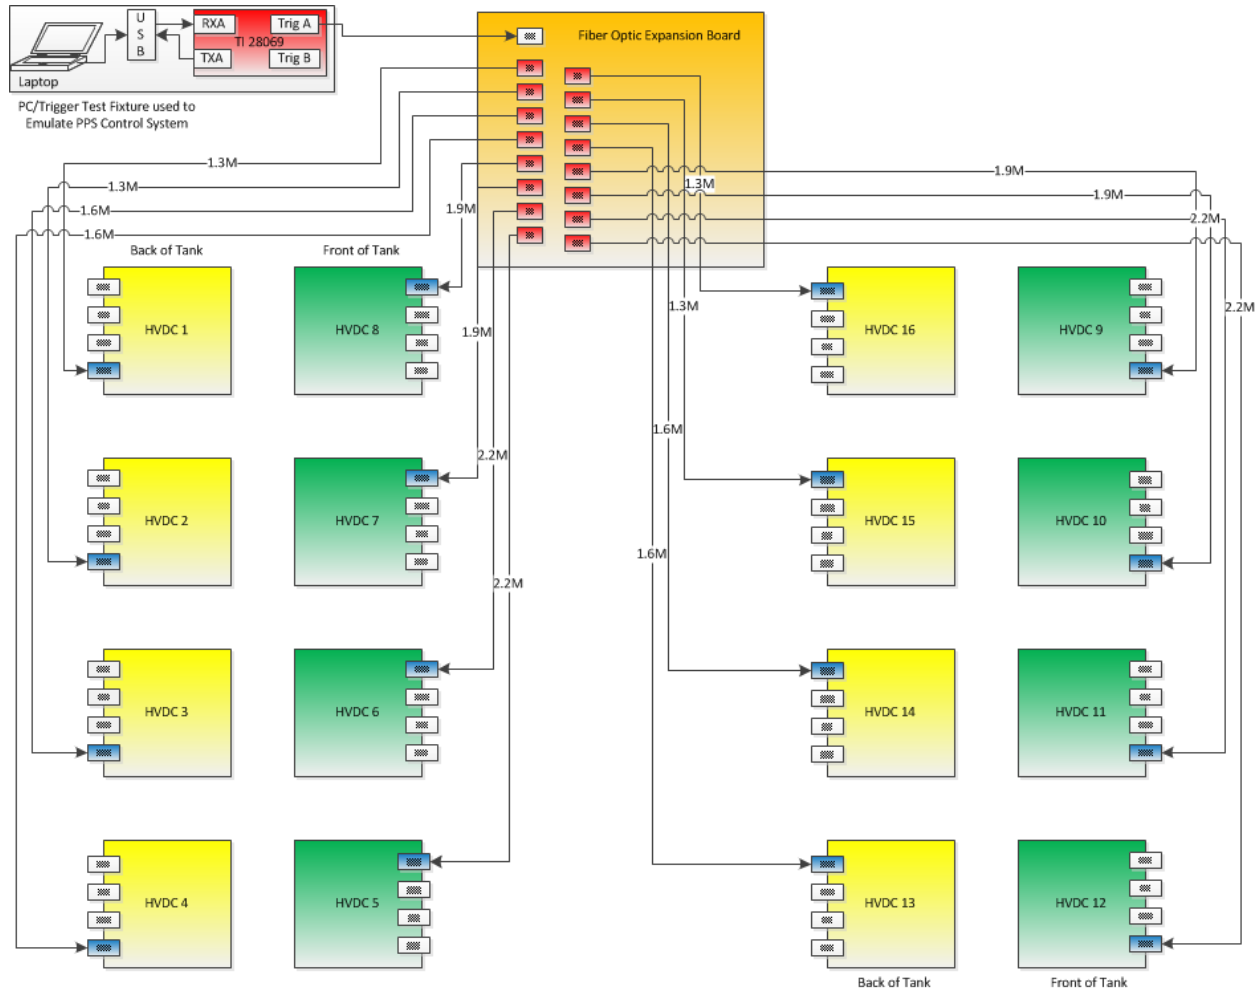 U
S
B
RXA
Trig A
TI 28069
TXA
Trig B
Laptop
PC/Trigger Test Fixture used to
Emulate PPS Control System
Fiber Optic Expansion Board
1.3M
1.3M
1.6M
1.6M
1.9M
1.9M
2.2M
2.2M
1.3M
1.3M
1.6M
1.6M
1.9M
1.9M
2.2M
2.2M
Back of Tank
Front of Tank
HVDC 1
HVDC 8
HVDC 16
HVDC 9
HVDC 2
HVDC 7
HVDC 15
HVDC 10
HVDC 3
HVDC 6
HVDC 14
HVDC 11
HVDC 4
HVDC 5
HVDC 13
HVDC 12
Back of Tank
Front of Tank